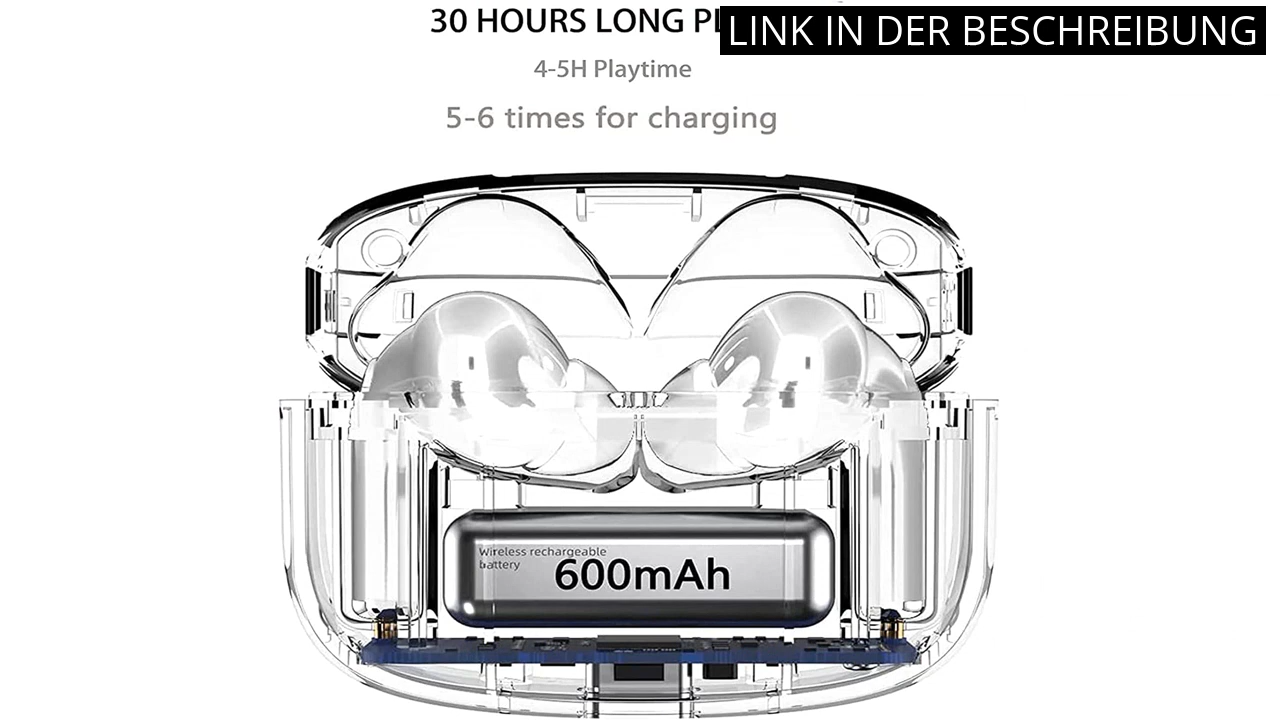 30 HOURS LONG
LINK IN DER BESCHREIBUNG
4-5H Playtime
5-6 times for charging
Wireless rechargeable
battery
600mAh